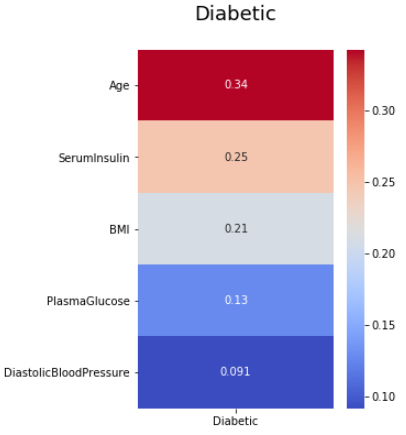 Diabetic
Age
0.34
SerumInsulin
0.25
BMI
0.21
PlasmaGlucose
0.13
DiastolicBloodPressure
0.091
Diabetic
0.30
0.25
0.20
0.15
0.10